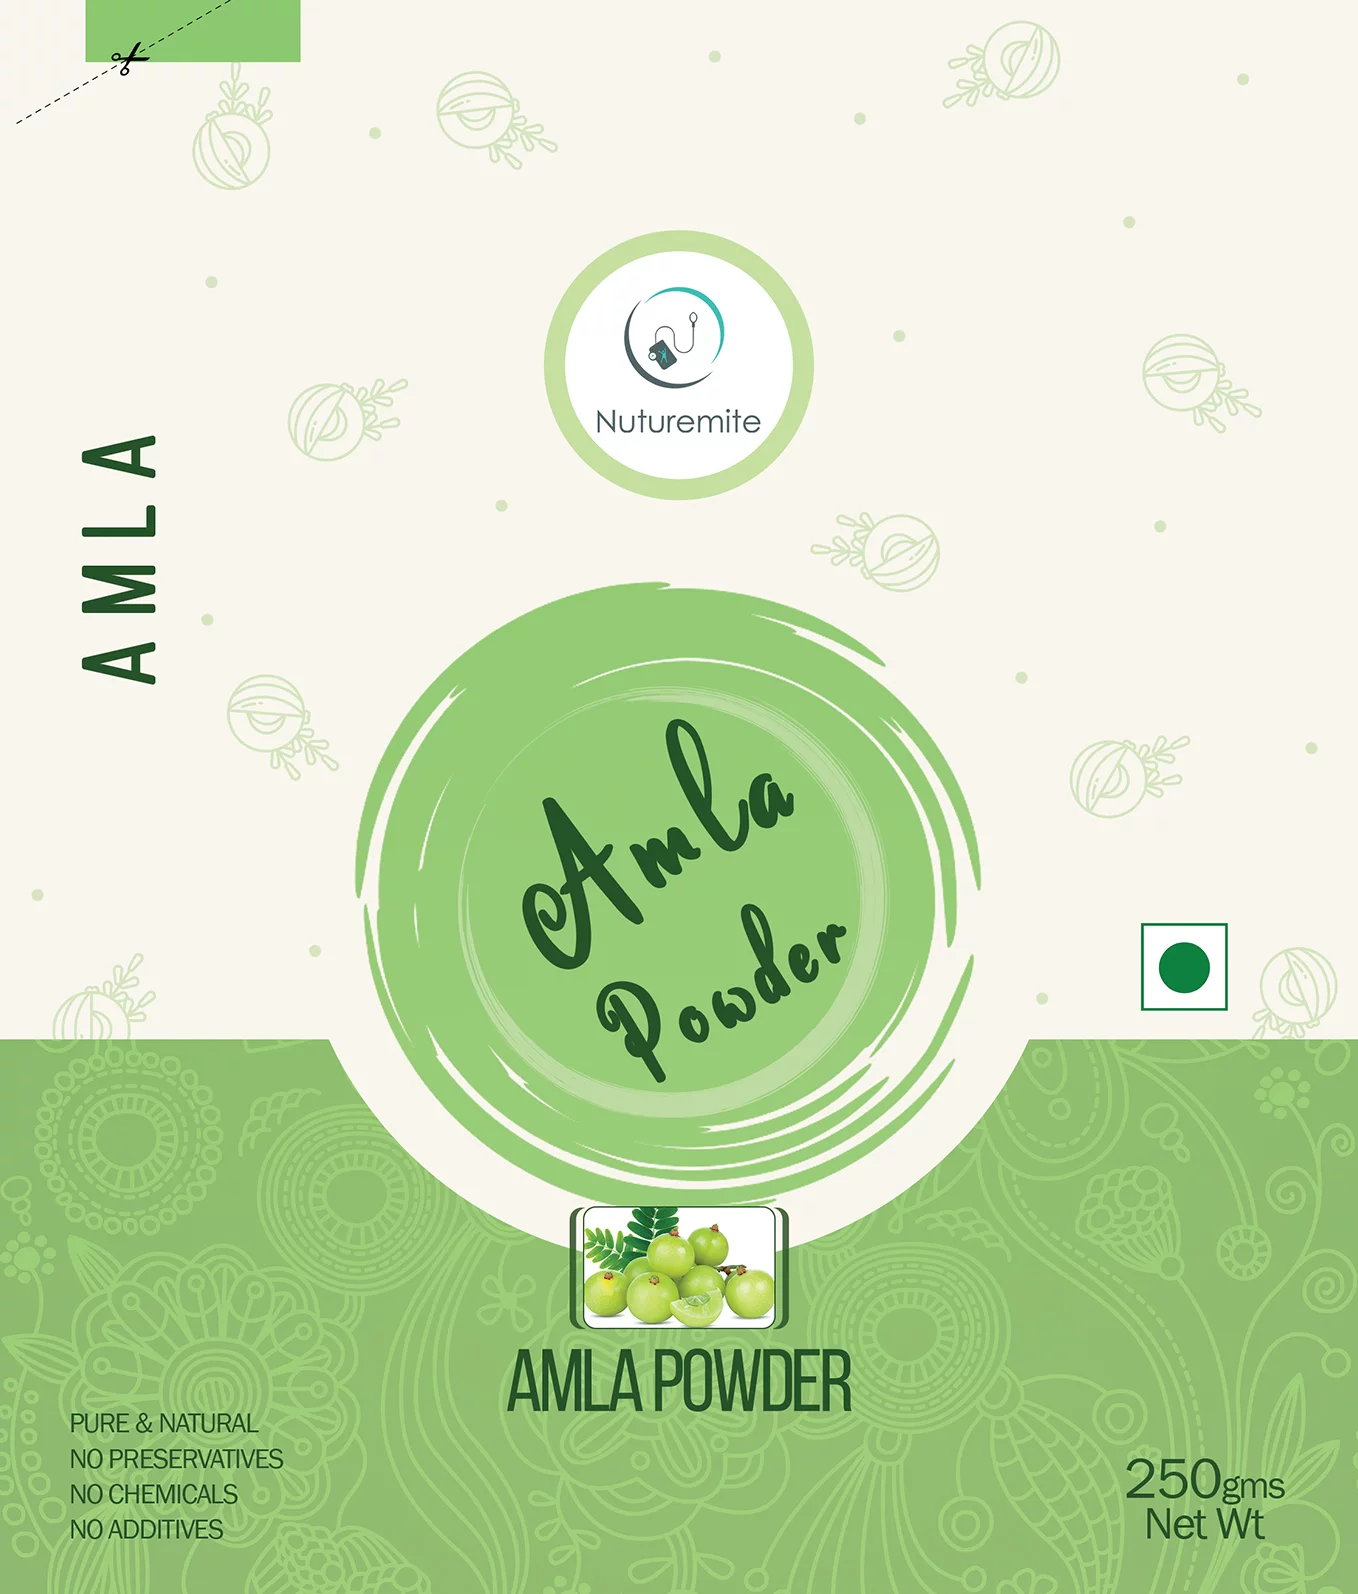 Nuturemite
AMLA
Amla
Powder
AMLA POWDER
PURE & NATURAL
NO PRESERVATIVES
NO CHEMICALS
NO ADDITIVES
250gms
Net Wt